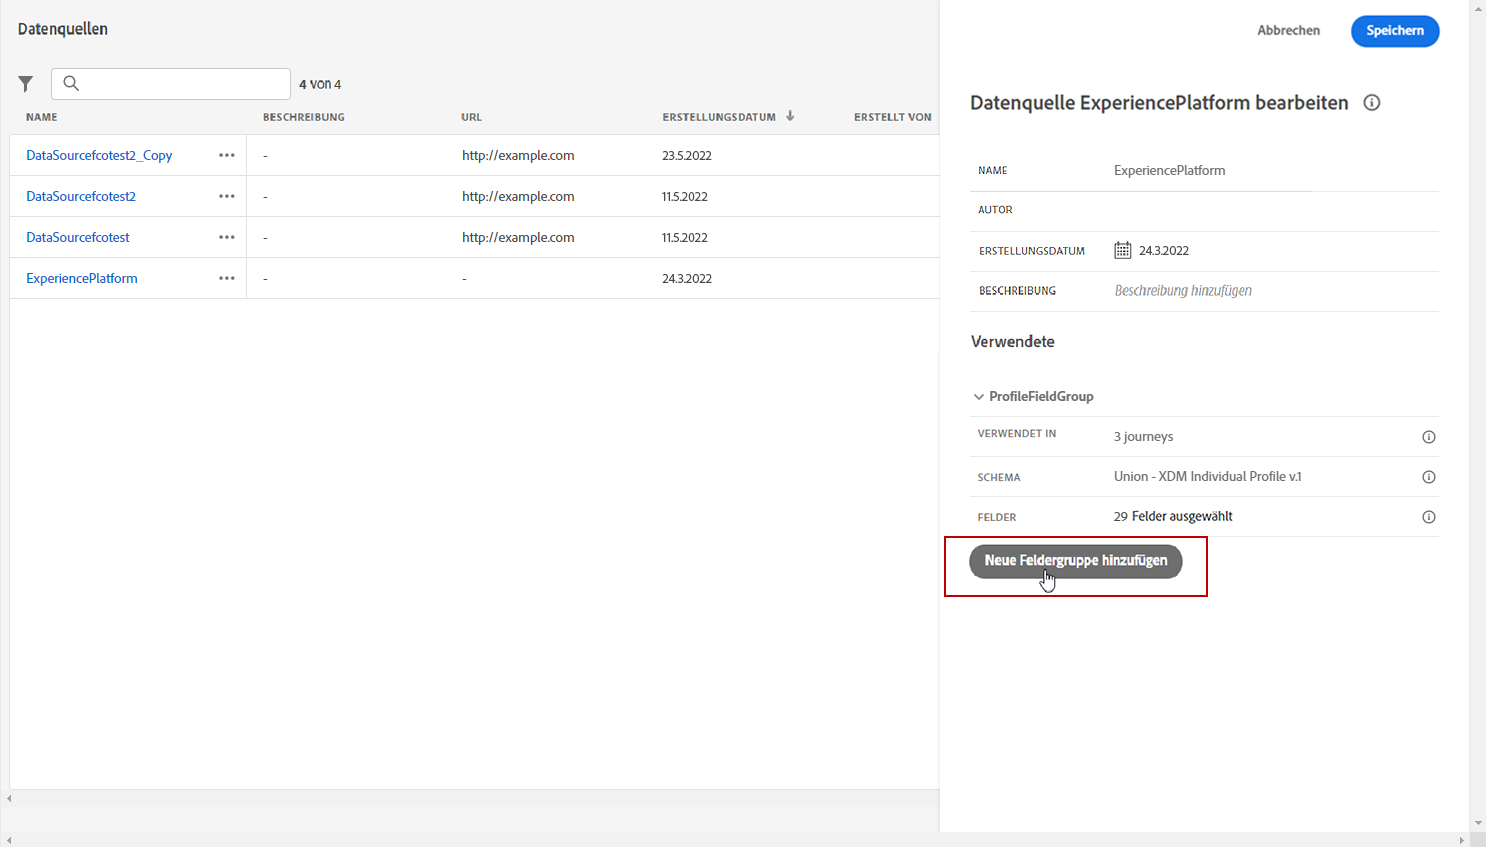 Datenquellen
4 von 4
NAME BESCHREIBUNG URL ERSTELLUNGSDATUM ERSTELLT VON
DataSourcefcotest2_Copy - http://example.com 23.5.2022
DataSourcefcotest2 - http://example.com 11.5.2022
DataSourcefcotest - http://example.com 11.5.2022
ExperiencePlatform - - 24.3.2022
Abbrechen Speichern
Datenquelle ExperiencePlatform bearbeiten
NAME ExperiencePlatform
AUTOR
ERSTELLUNGSDATUM 24.3.2022
BESCHREIBUNG Beschreibung hinzufügen
Verwendete
ProfileFieldGroup
VERWENDET IN 3 journeys
SCHEMA Union - XDM Individual Profile v.1
FELDER 29 Felder ausgewählt
Neue Feldergruppe hinzufügen